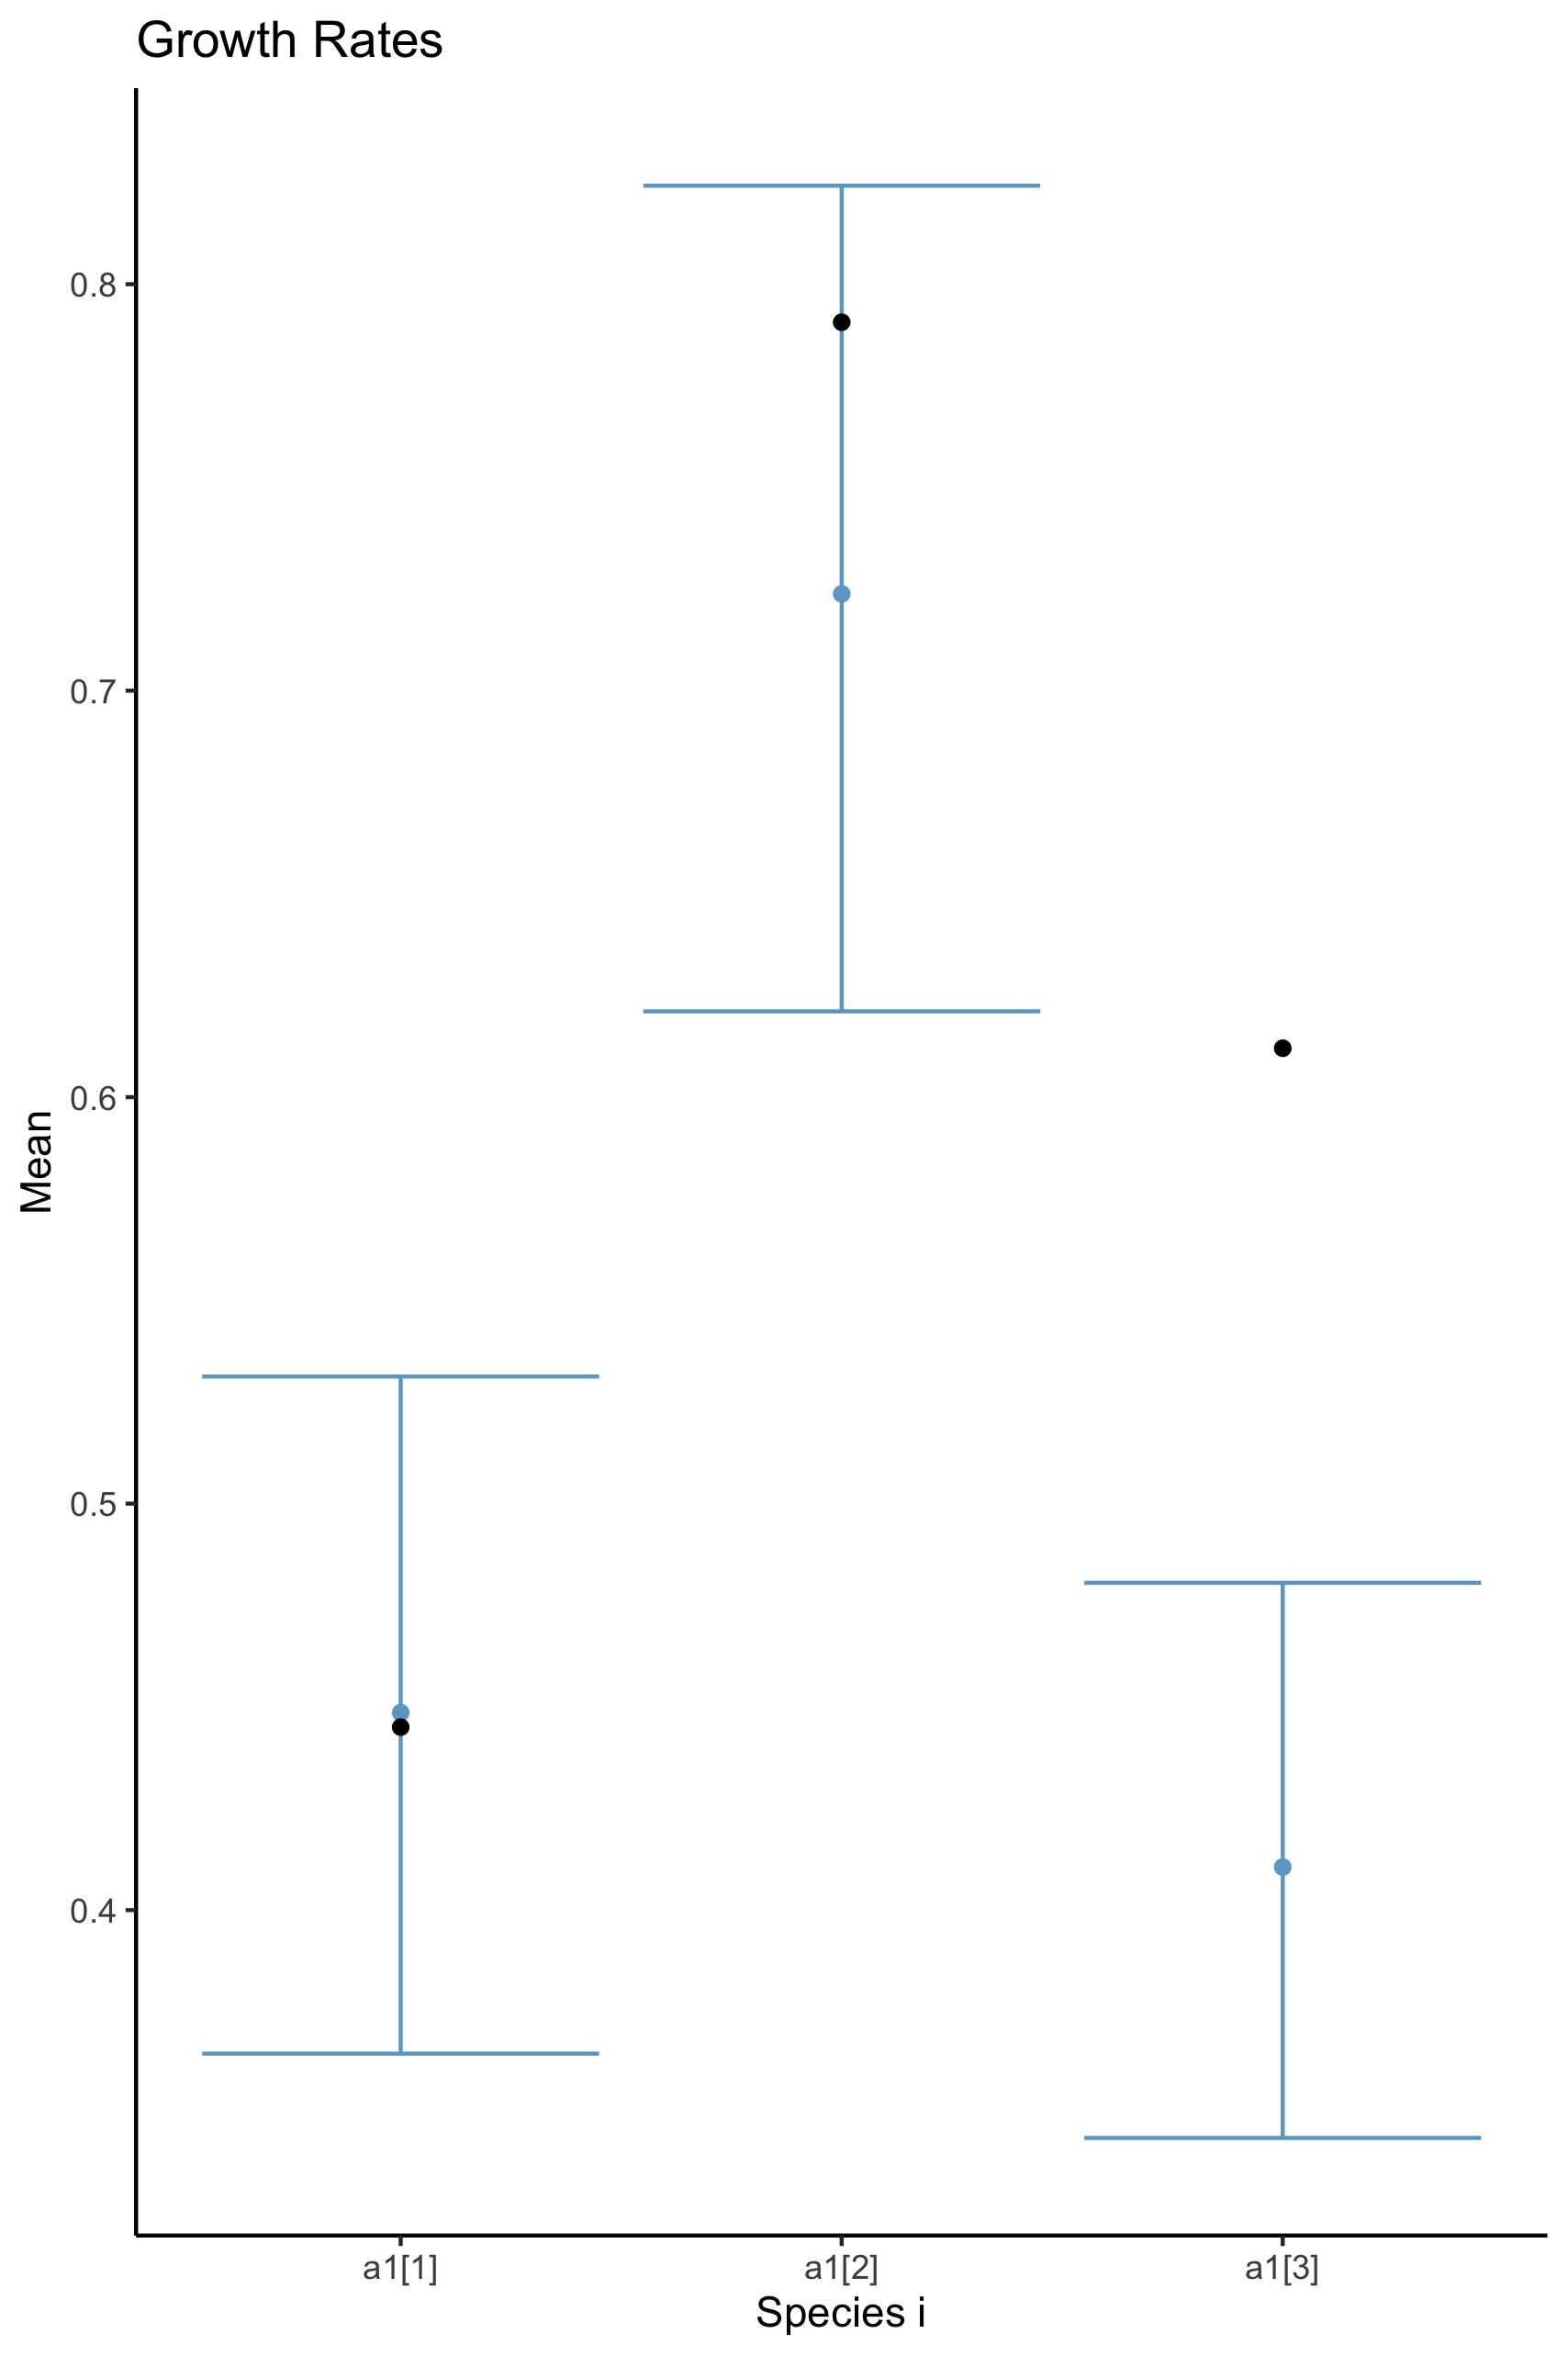 Growth Rates
0.8
0.7
0.6
0.5
0.4
Mean
a1[1]
a1[2]
a1[3]
Species i